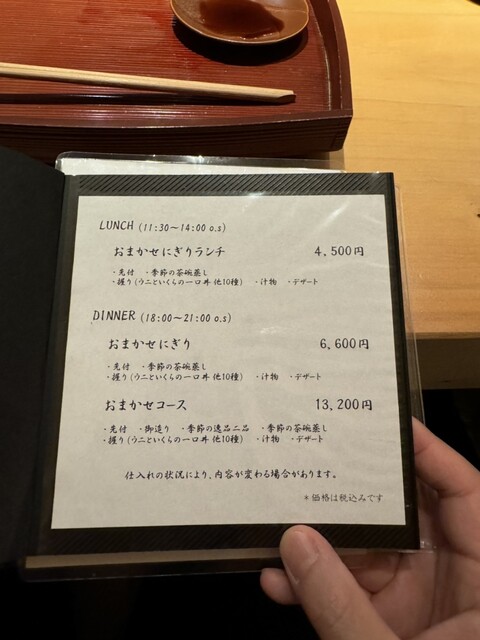 LUNCH (11:30～14:00 o.s)
おまかせにぎりランチ 4,500円
・先付 ・季節の茶碗蒸し
・握り(ウニといくらの一口丼 他10種) ・汁物 ・デザート
DINNER (18:00～21:00 o.s)
おまかせにぎり 6,600円
・先付 ・季節の茶碗蒸し
・握り(ウニといくらの一口丼 他10種) ・汁物 ・デザート
おまかせコース 13,200円
・先付 ・御造り ・季節の逸品二品 ・季節の茶碗蒸し
・握り(ウニといくらの一口丼 他10種) ・汁物 ・デザート
仕入れの状況により、内容が変わる場合があります。
*価格は税込みです